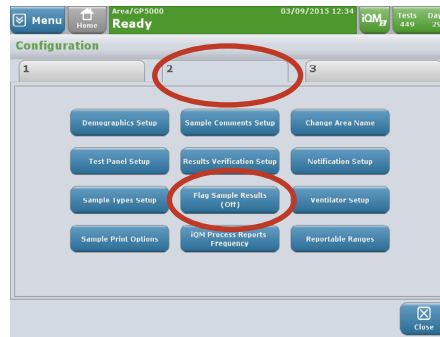 Menu
Home
Area/GP5000
Ready
03/09/2015 12:34
iQM
Tests
449
Configuration
1
2
3
Demographics Setup
Sample Comments Setup
Change Area Name
Test Panel Setup
Results Verification Setup
Notification Setup
Sample Types Setup
Flag Sample Results
(Off)
Ventilator Setup
Sample Print Options
iQM Process Reports
Frequency
Reportable Ranges
Close